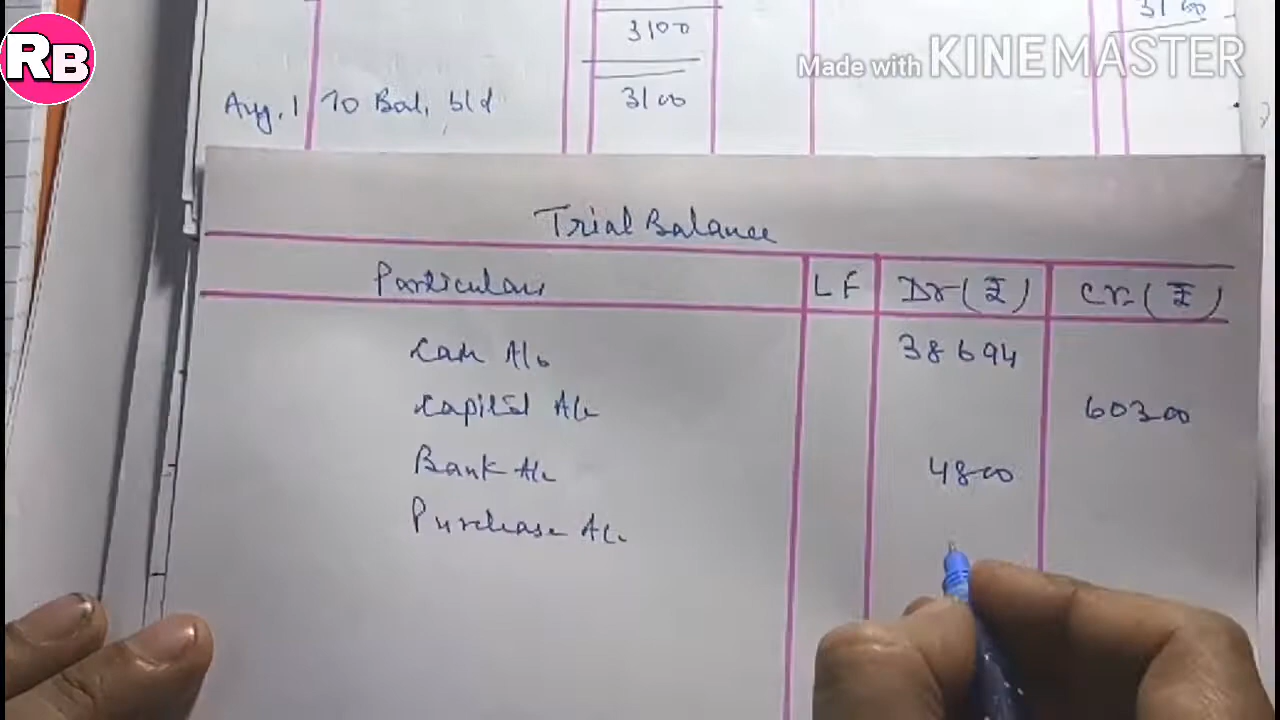 RB
3100
3100
Made with KINEMASTER
3100
Aug. 1 To Bal. b/d
Trial Balance
Particulars LF Dr (₹) Cr (₹)
Cash A/c 38694
Capital A/c 60300
Bank A/c 4800
Purchase A/c